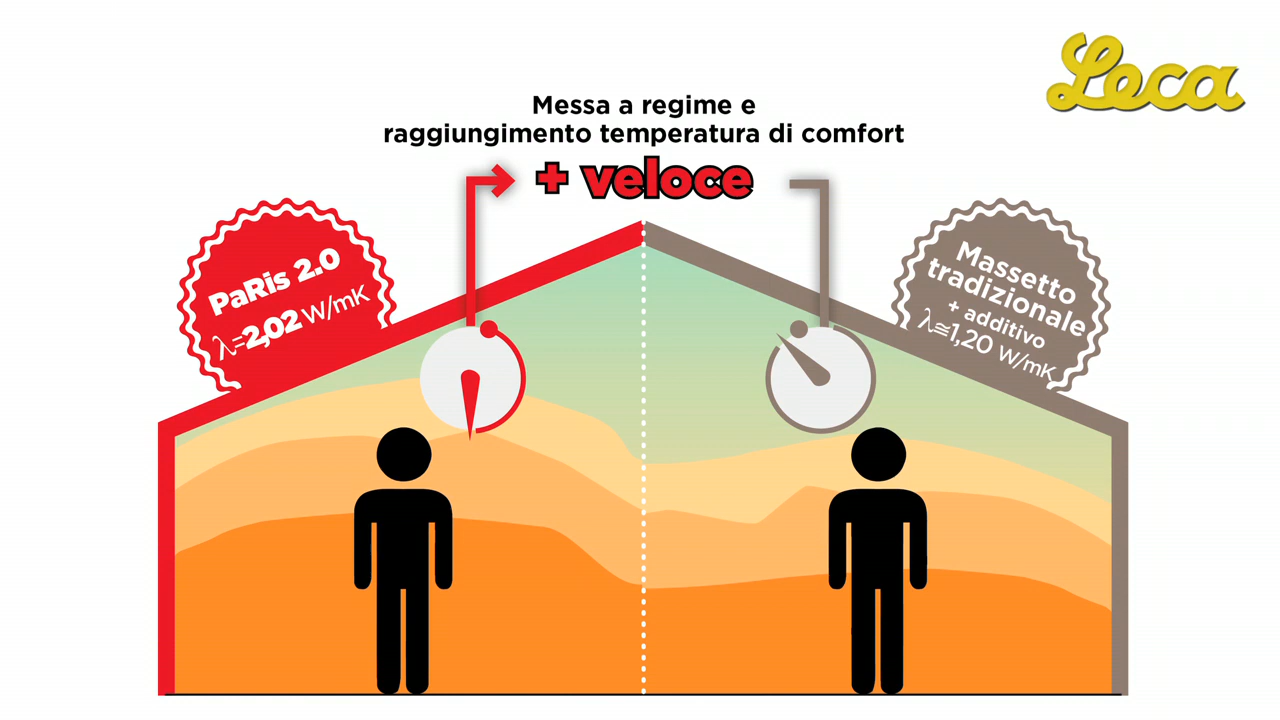 Leca
Messa a regime e
raggiungimento temperatura di comfort
+ veloce
PaRis 2.0
λ=2,02 W/mK
Massetto
tradizionale
+ additivo
λ≅1,20 W/mK